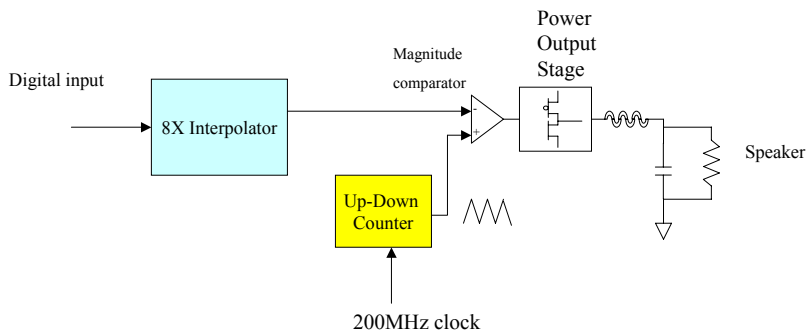 Power
Output
Stage
Magnitude
comparator
Digital input
8X Interpolator
-
+
Speaker
Up-Down
Counter
200MHz clock